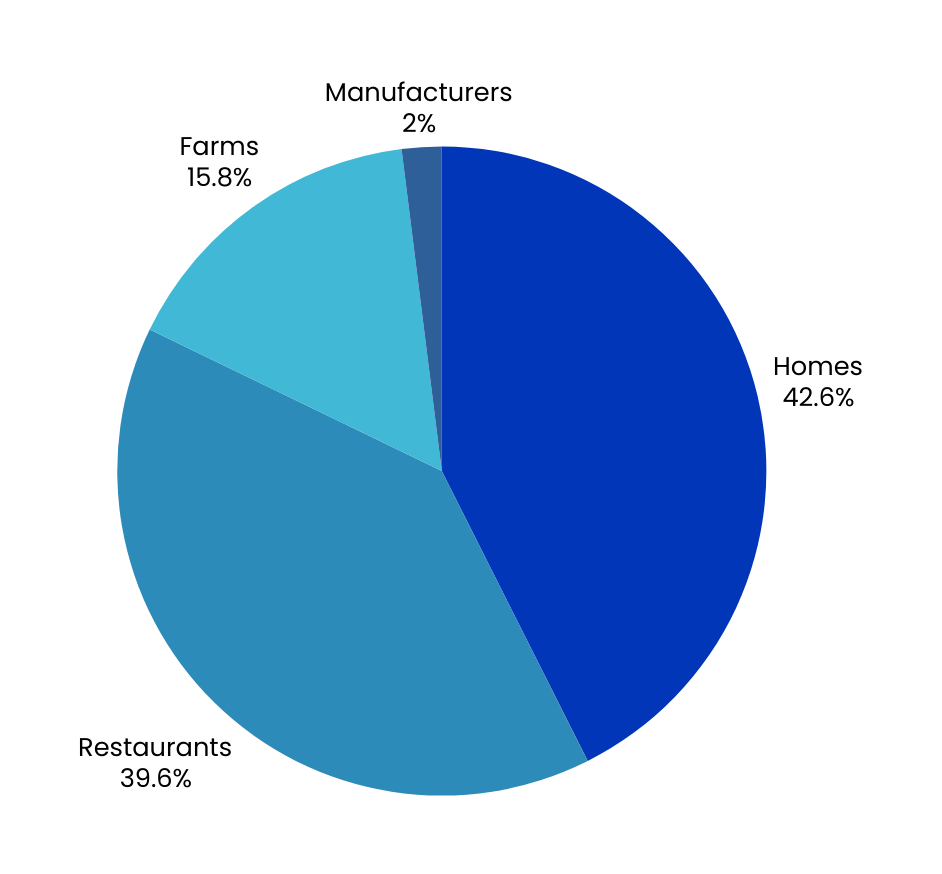 Manufacturers
2%
Farms
15.8%
Homes
42.6%
Restaurants
39.6%